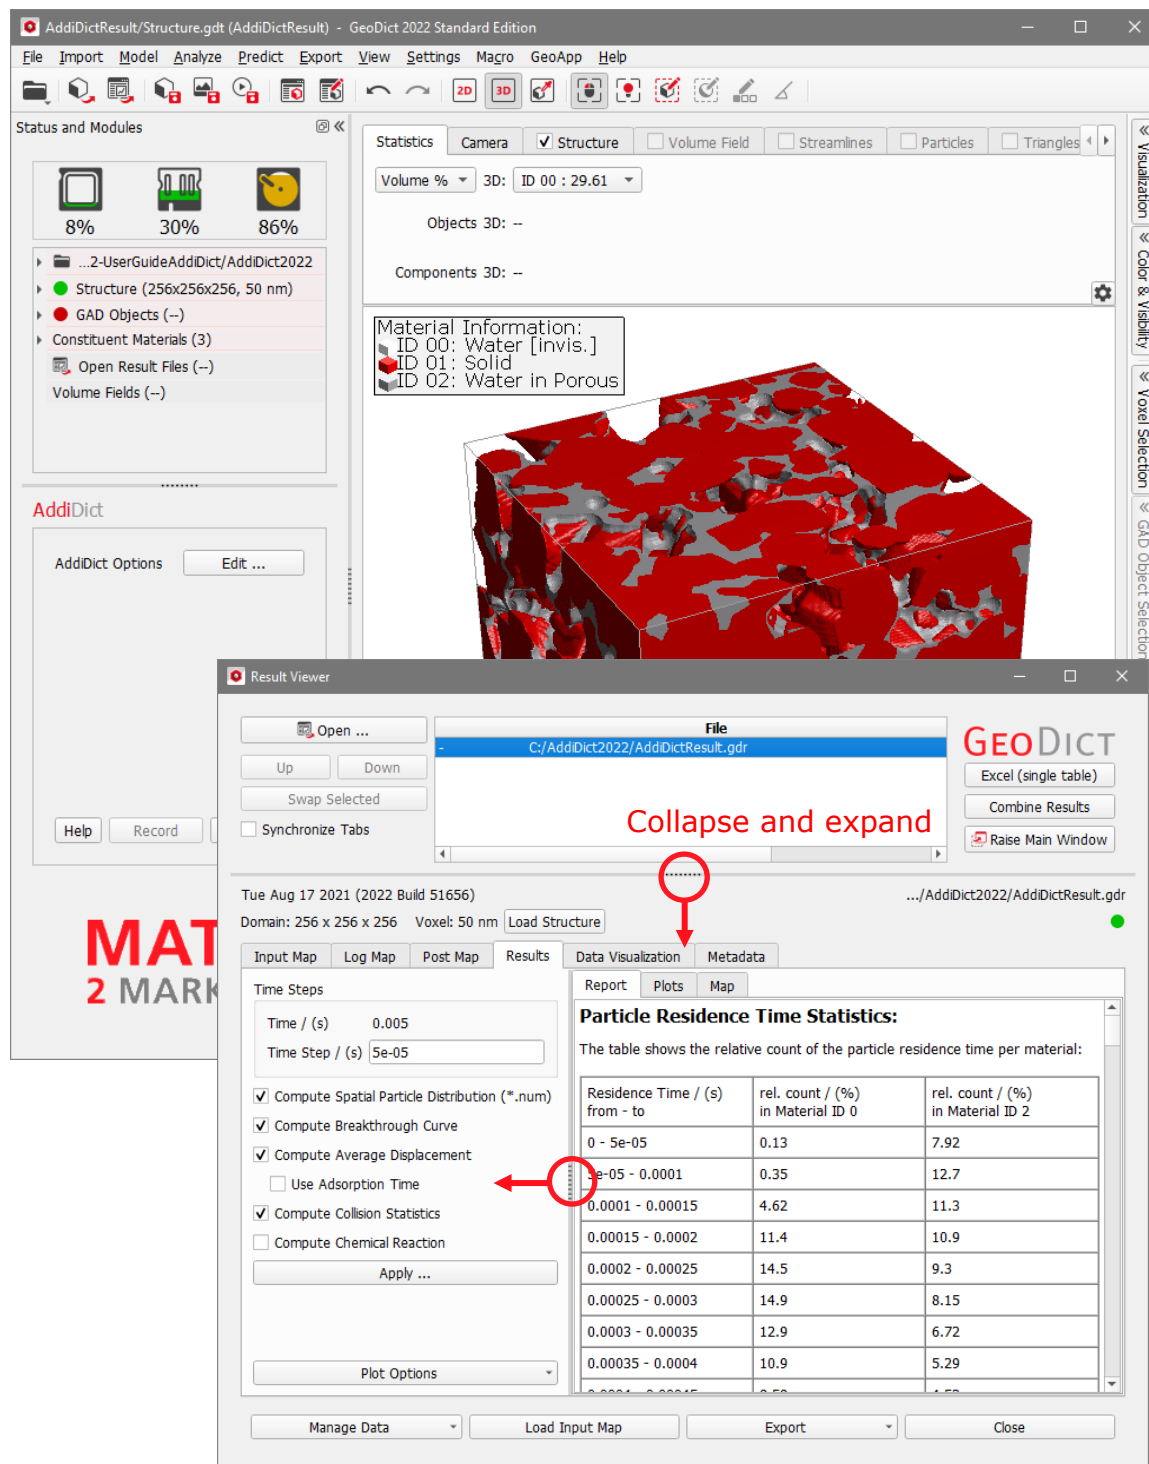 AddiDictResult/Structure.gdt (AddiDictResult) - GeoDict 2022 Standard Edition
File Import Model Analyze Predict Export View Settings Macro GeoApp Help
2D 3D
Status and Modules
8% 30% 86%
...2-UserGuideAddiDict/AddiDict2022
Structure (256x256x256, 50 nm)
GAD Objects (--)
Constituent Materials (3)
Open Result Files (--)
Volume Fields (--)
AddiDict
AddiDict Options Edit ...
Help Record
MAT
2 MARK
Statistics Camera Structure Volume Field Streamlines Particles Triangles
Volume % 3D: ID 00 : 29.61
Objects 3D: --
Components 3D: --
Material Information:
ID 00: Water [invis.]
ID 01: Solid
ID 02: Water in Porous
Visualization
Color & Visibility
Voxel Selection
GAD Object Selection
Result Viewer
Open ...
Up Down
Swap Selected
Synchronize Tabs
File
- C:/AddiDict2022/AddiDictResult.gdr
Collapse and expand
GEODICT
Excel (single table)
Combine Results
Raise Main Window
Tue Aug 17 2021 (2022 Build 51656)
.../AddiDict2022/AddiDictResult.gdr
Domain: 256 x 256 x 256 Voxel: 50 nm Load Structure
Input Map Log Map Post Map Results Data Visualization Metadata
Time Steps
Time / (s) 0.005
Time Step / (s) 5e-05
Compute Spatial Particle Distribution (*.num)
Compute Breakthrough Curve
Compute Average Displacement
Use Adsorption Time
Compute Collision Statistics
Compute Chemical Reaction
Apply ...
Plot Options
Report Plots Map
Particle Residence Time Statistics:
The table shows the relative count of the particle residence time per material:
Residence Time / (s) rel. count / (%) rel. count / (%)
from - to in Material ID 0 in Material ID 2
0 - 5e-05 0.13 7.92
5e-05 - 0.0001 0.35 12.7
0.0001 - 0.00015 4.62 11.3
0.00015 - 0.0002 11.4 10.9
0.0002 - 0.00025 14.5 9.3
0.00025 - 0.0003 14.9 8.15
0.0003 - 0.00035 12.9 6.72
0.00035 - 0.0004 10.9 5.29
Manage Data Load Input Map Export Close